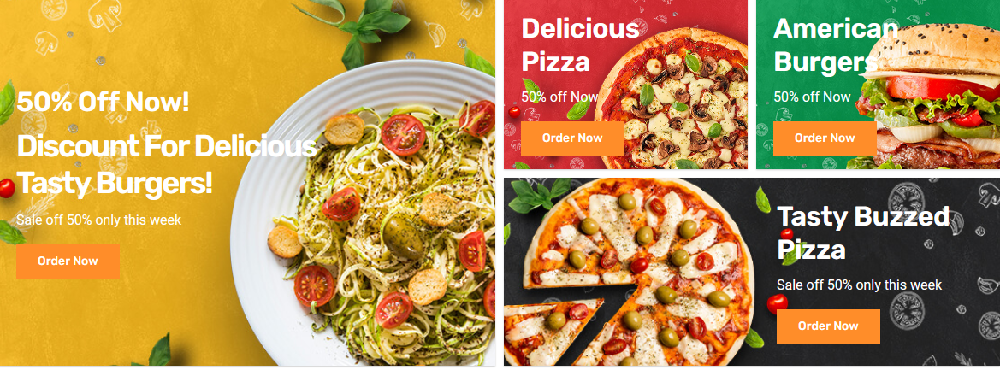 50% Off Now!
Discount For Delicious
Tasty Burgers!
Sale off 50% only this week
Order Now
Delicious
Pizza
50% off Now
Order Now
American
Burgers
50% off Now
Order Now
Tasty Buzzed
Pizza
Sale off 50% only this week
Order Now